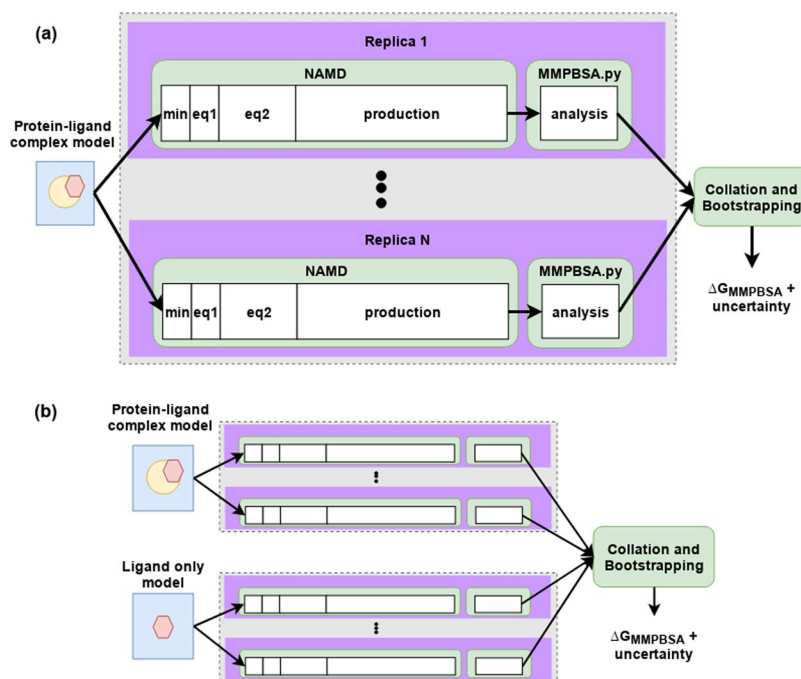 (a)
Replica 1
NAMD
MMPBSA.py
min eq1 eq2 production
analysis
Protein-ligand
complex model
Collation and
Bootstrapping
Replica N
NAMD
MMPBSA.py
min eq1 eq2 production
analysis
ΔGMMPBSA +
uncertainty
(b)
Protein-ligand
complex model
Ligand only
model
Collation and
Bootstrapping
ΔGMMPBSA +
uncertainty